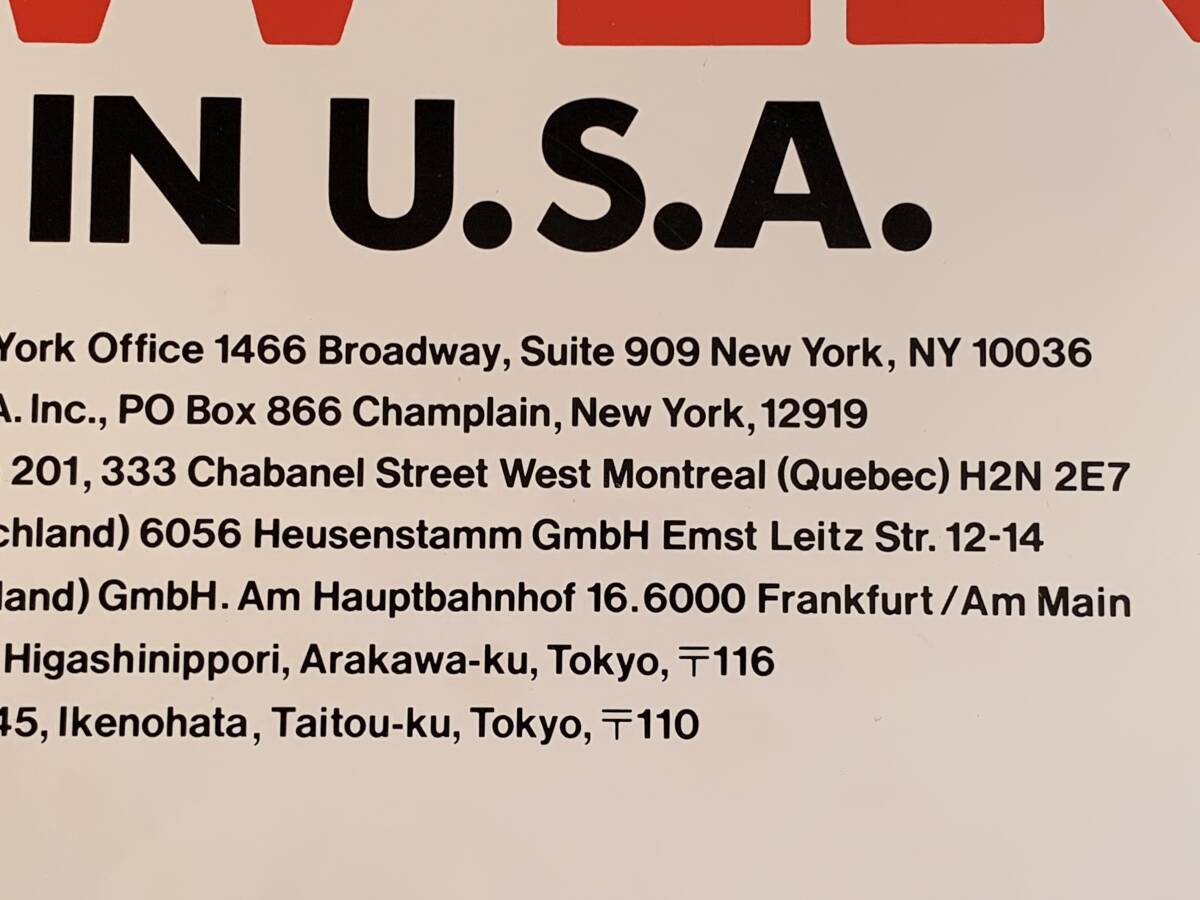 IN U.S.A.
York Office 1466 Broadway, Suite 909 New York, NY 10036
A. Inc., PO Box 866 Champlain, New York, 12919
201, 333 Chabanel Street West Montreal (Quebec) H2N 2E7
chland) 6056 Heusenstamm GmbH Emst Leitz Str. 12-14
land) GmbH. Am Hauptbahnhof 16.6000 Frankfurt/Am Main
Higashinippori, Arakawa-ku, Tokyo, 〒116
45, Ikenohata, Taitou-ku, Tokyo, 〒110